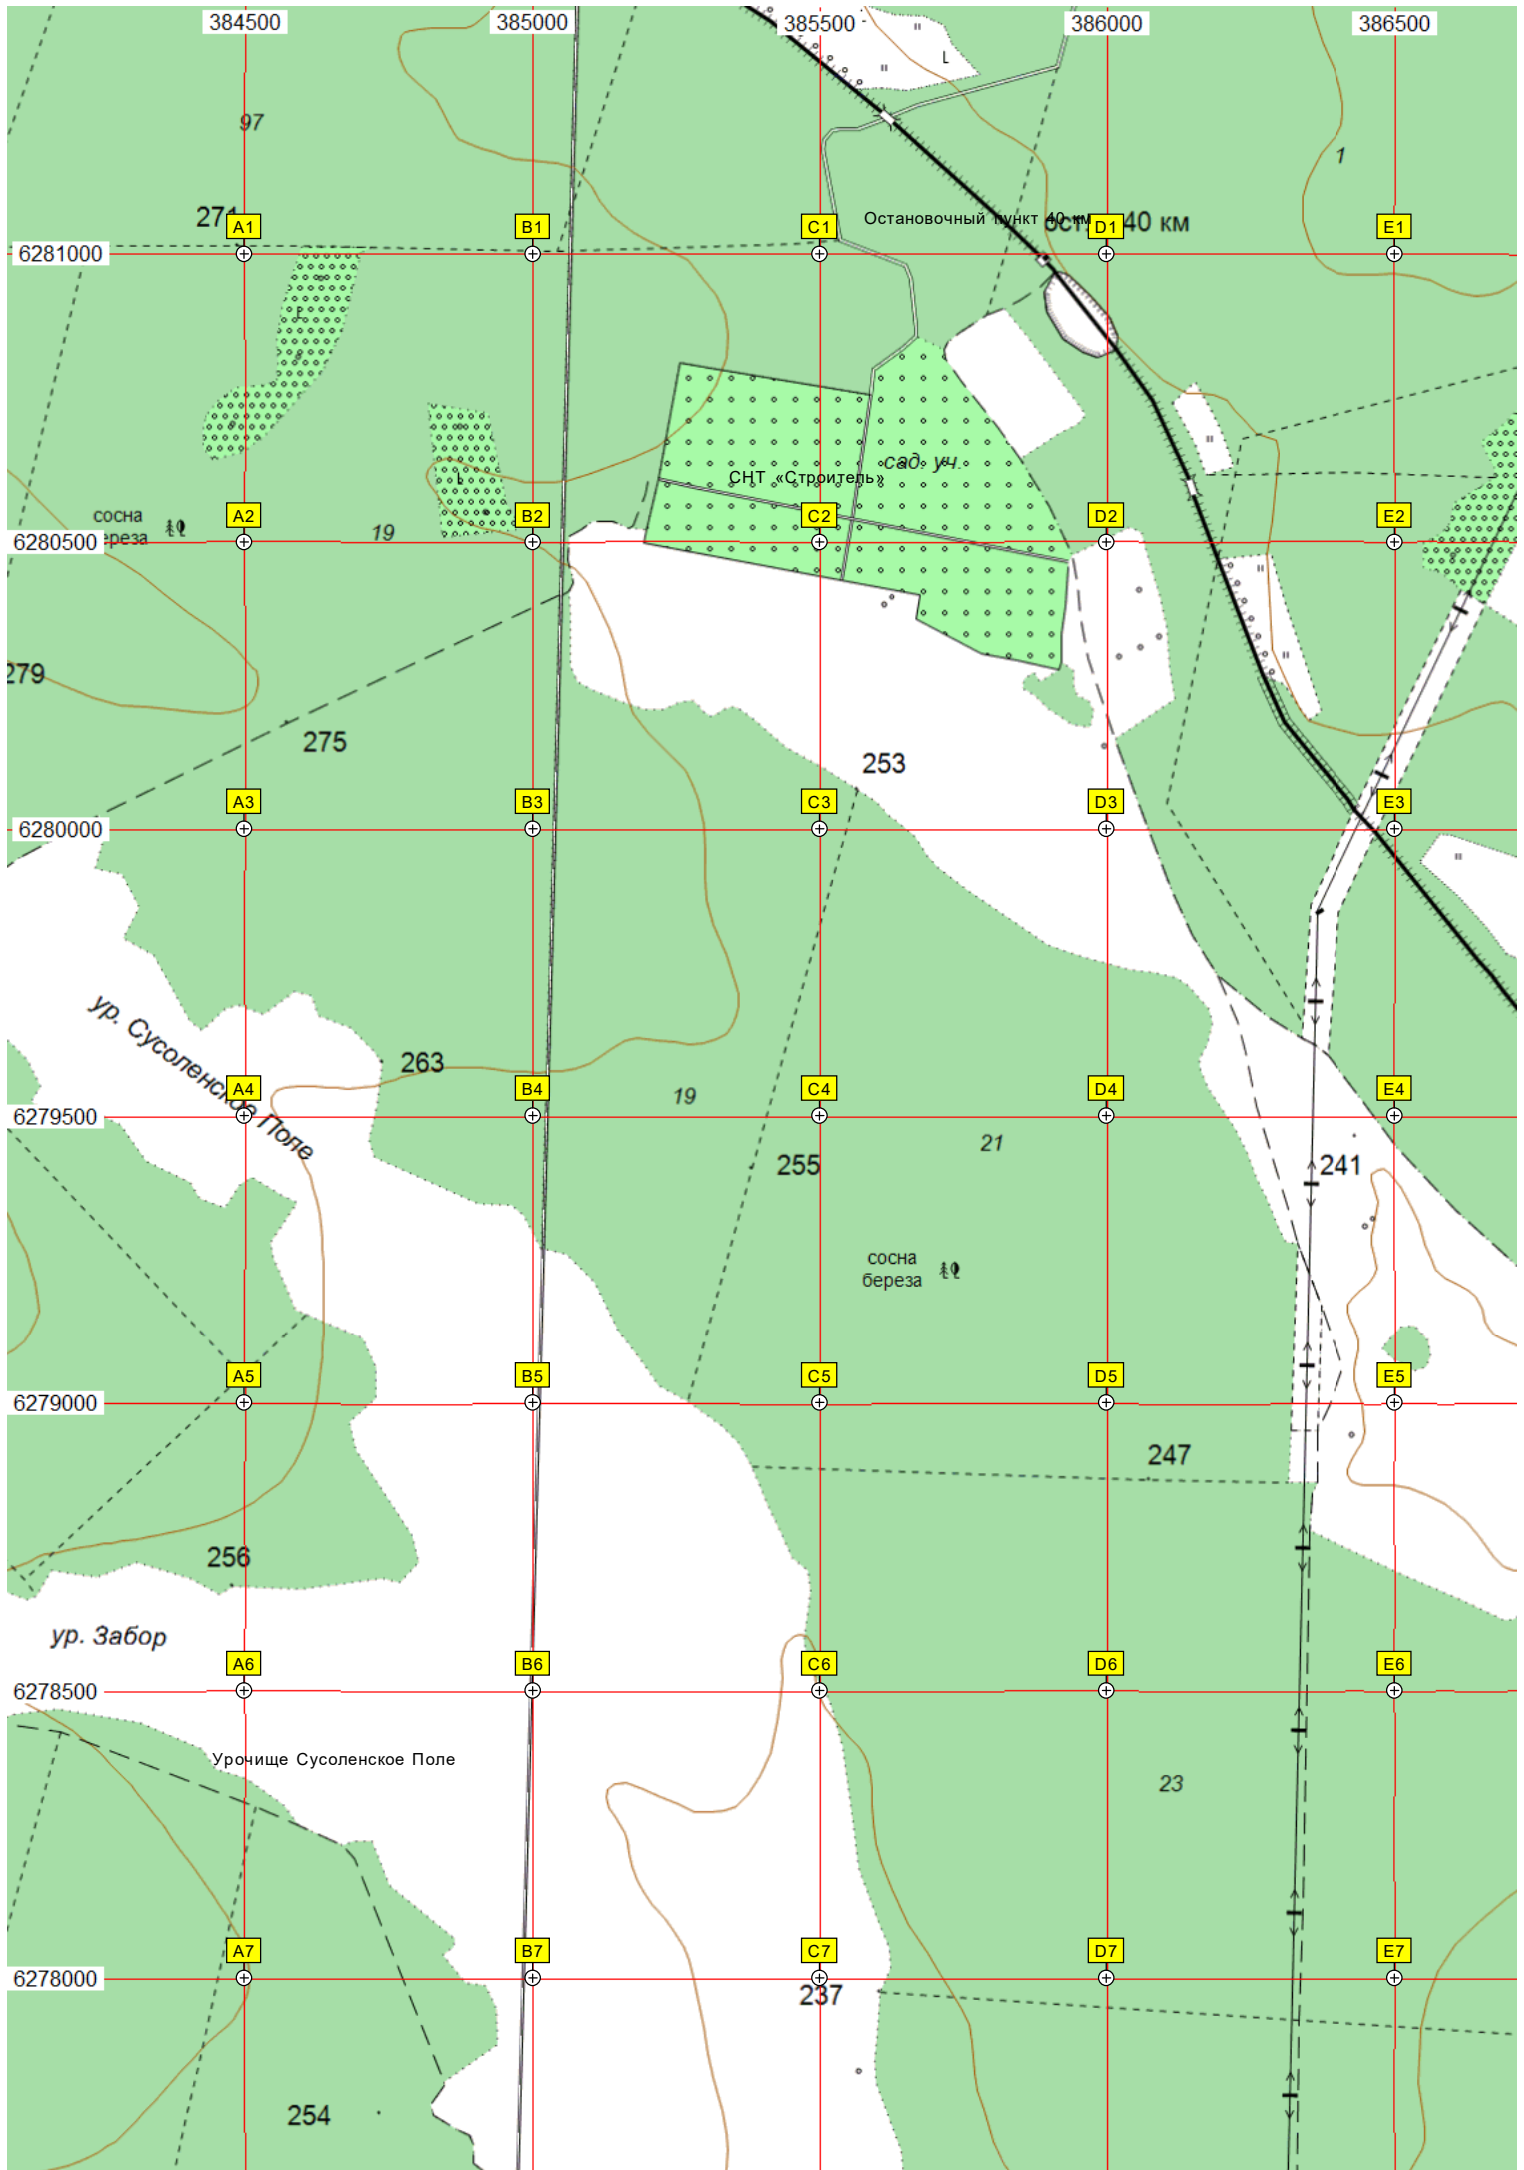 384500 385000 385500 386000 386500
97
1
271
Остановочный пункт 40 км
ост. 40 км
A1 B1 C1 D1 E1
6281000
сад. уч.
СНТ «Строитель»
A2 B2 C2 D2 E2
сосна
19
6280500
279
275
253
A3 B3 C3 D3 E3
6280000
ур. Сусоленское Поле
263
19
A4 B4 C4 D4 E4
6279500
21
255
241
сосна
береза
A5 B5 C5 D5 E5
6279000
247
256
ур. Забор
A6 B6 C6 D6 E6
6278500
Урочище Сусоленское Поле
23
A7 B7 C7 D7 E7
6278000
237
254